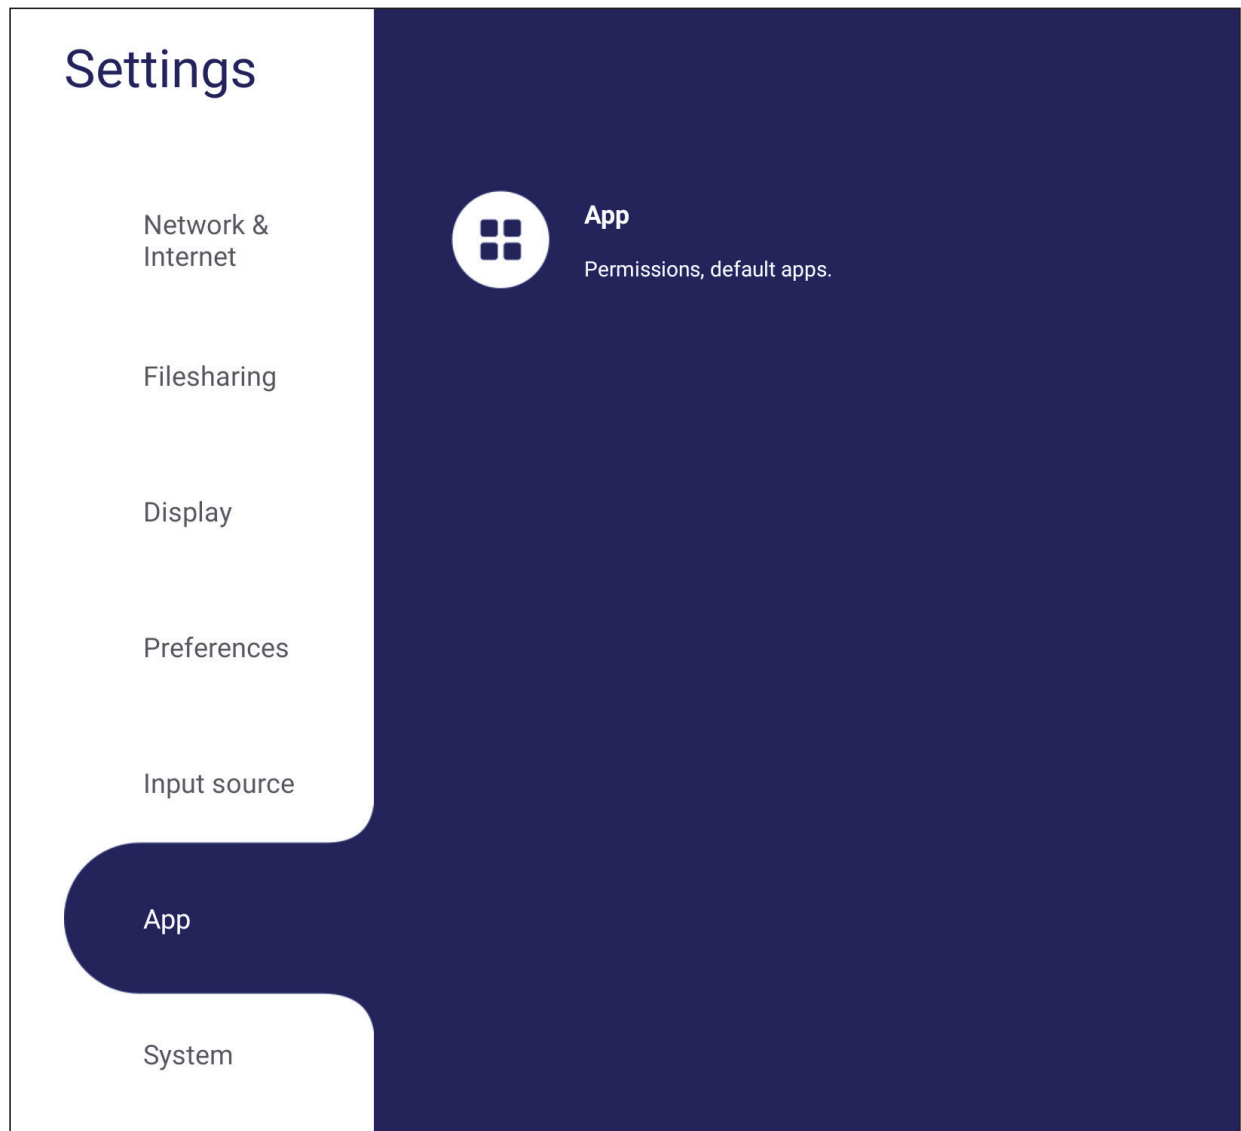 Settings
Network &
Internet
Filesharing
Display
Preferences
Input source
App
System
App
Permissions, default apps.